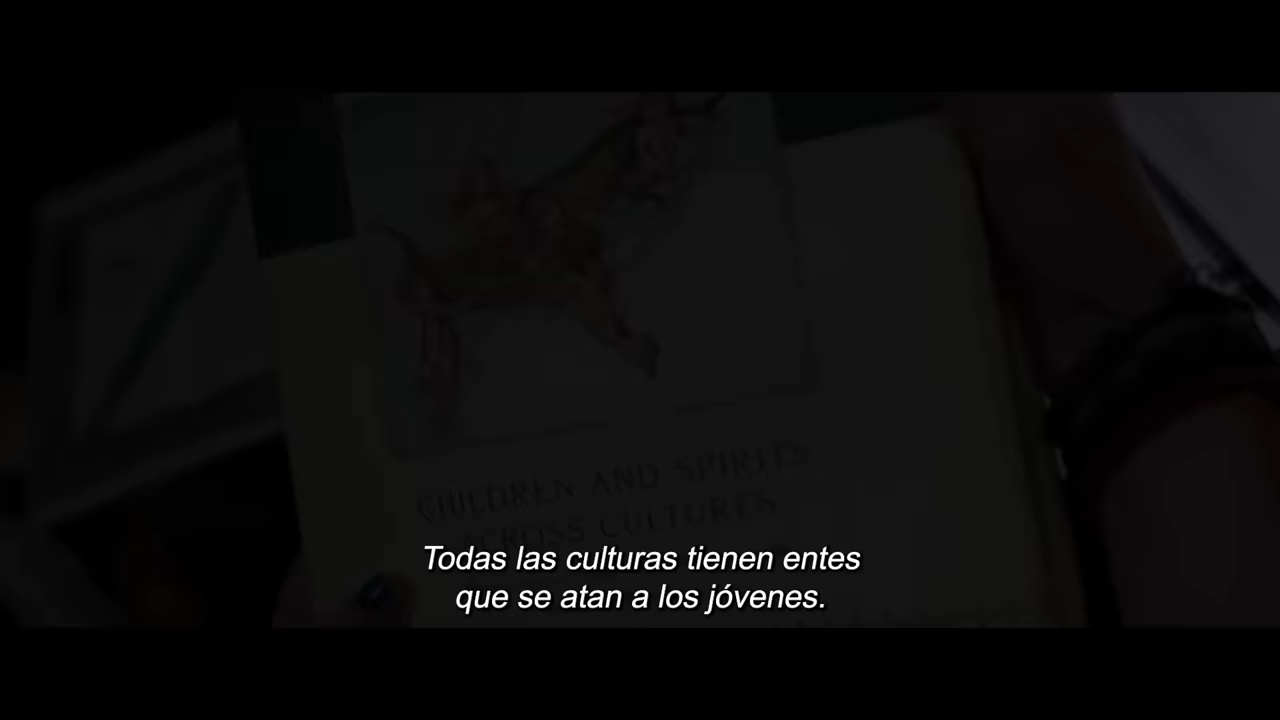 CHILDREN AND SPIRITS
ACROSS CULTURES
Todas las culturas tienen entes
que se atan a los jóvenes.